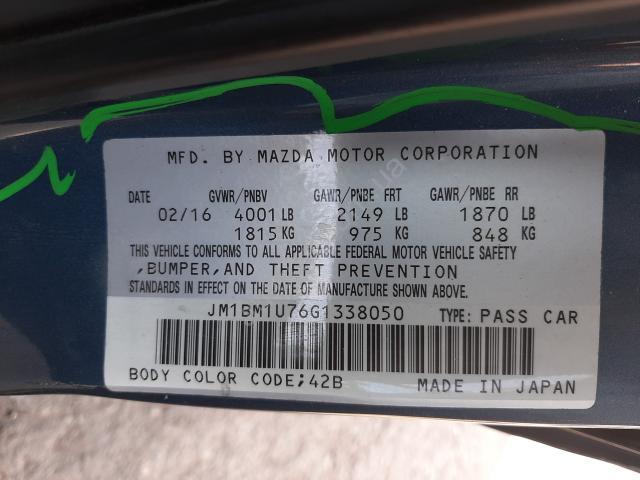 MFD. BY MAZDA MOTOR CORPORATION
DATE GVWR/PNBV GAWR/PNBE FRT GAWR/PNBE RR
02/16 4001 LB 2149 LB 1870 LB
1815 KG 975 KG 848 KG
THIS VEHICLE CONFORMS TO ALL APPLICABLE FEDERAL MOTOR VEHICLE SAFETY
,BUMPER,AND THEFT PREVENTION
STANDARDS IN EFFECT ON THE DATE OF MANUFACTURE SHOWN ABOVE.
JM1BM1U76G1338050 TYPE: PASS CAR
BODY COLOR CODE;42B MADE IN JAPAN